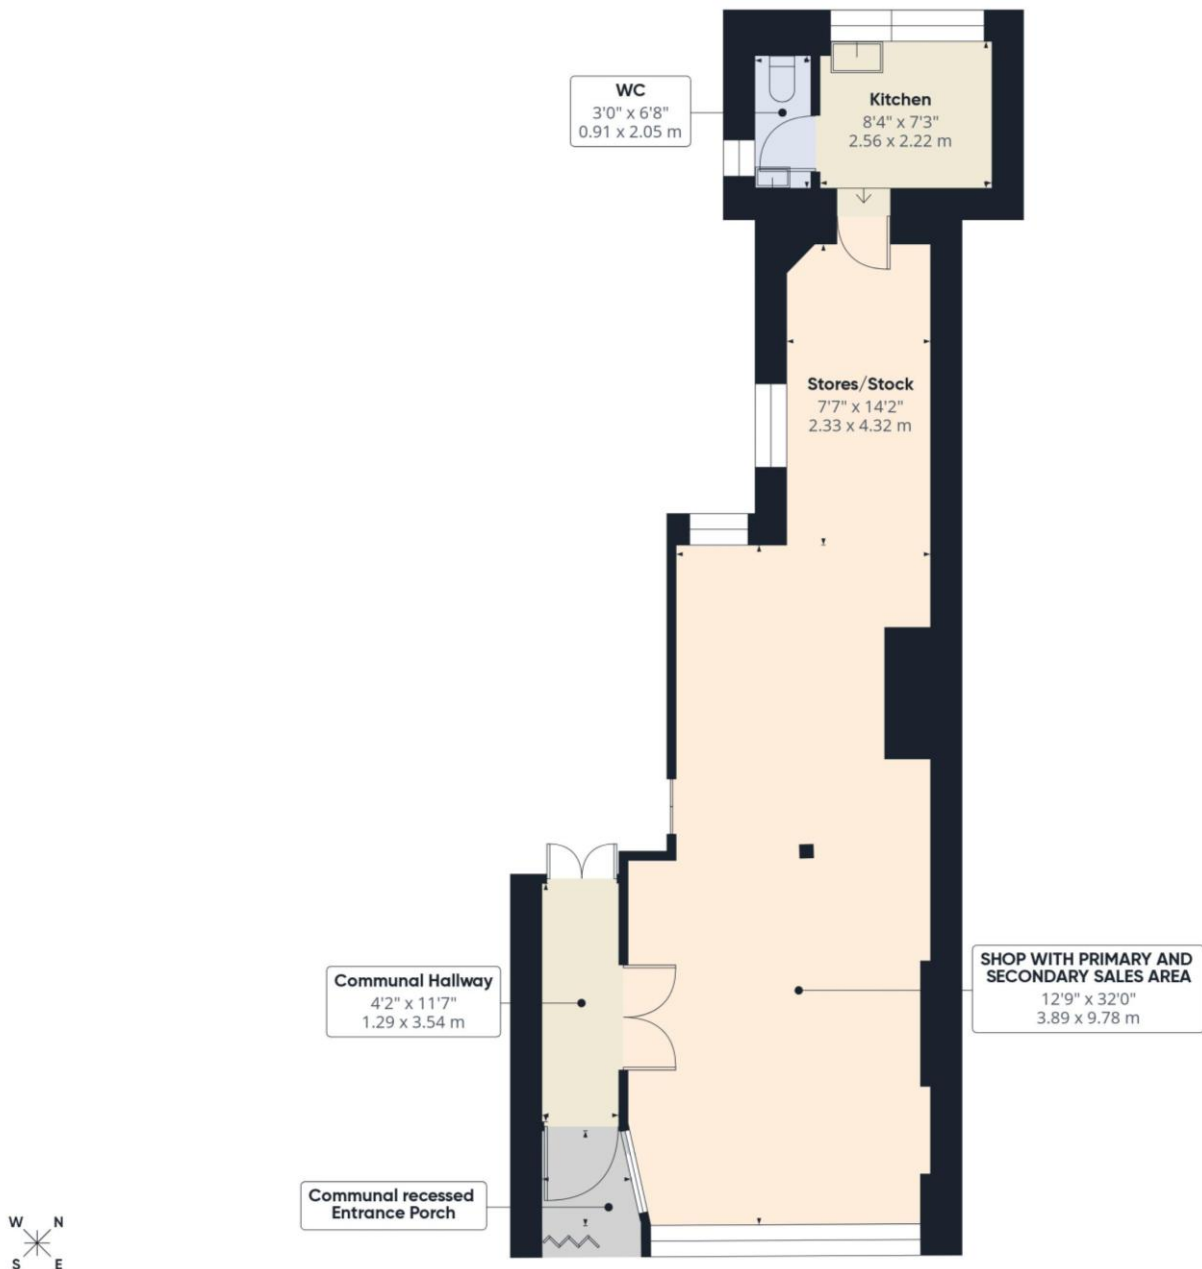 WC
3'0" x 6'8"
0.91 x 2.05 m
Kitchen
8'4" x 7'3"
2.56 x 2.22 m
Stores/Stock
7'7" x 14'2"
2.33 x 4.32 m
SHOP WITH PRIMARY AND
SECONDARY SALES AREA
12'9" x 32'0"
3.89 x 9.78 m
Communal Hallway
4'2" x 11'7"
1.29 x 3.54 m
Communal recessed
Entrance Porch
W N
S E